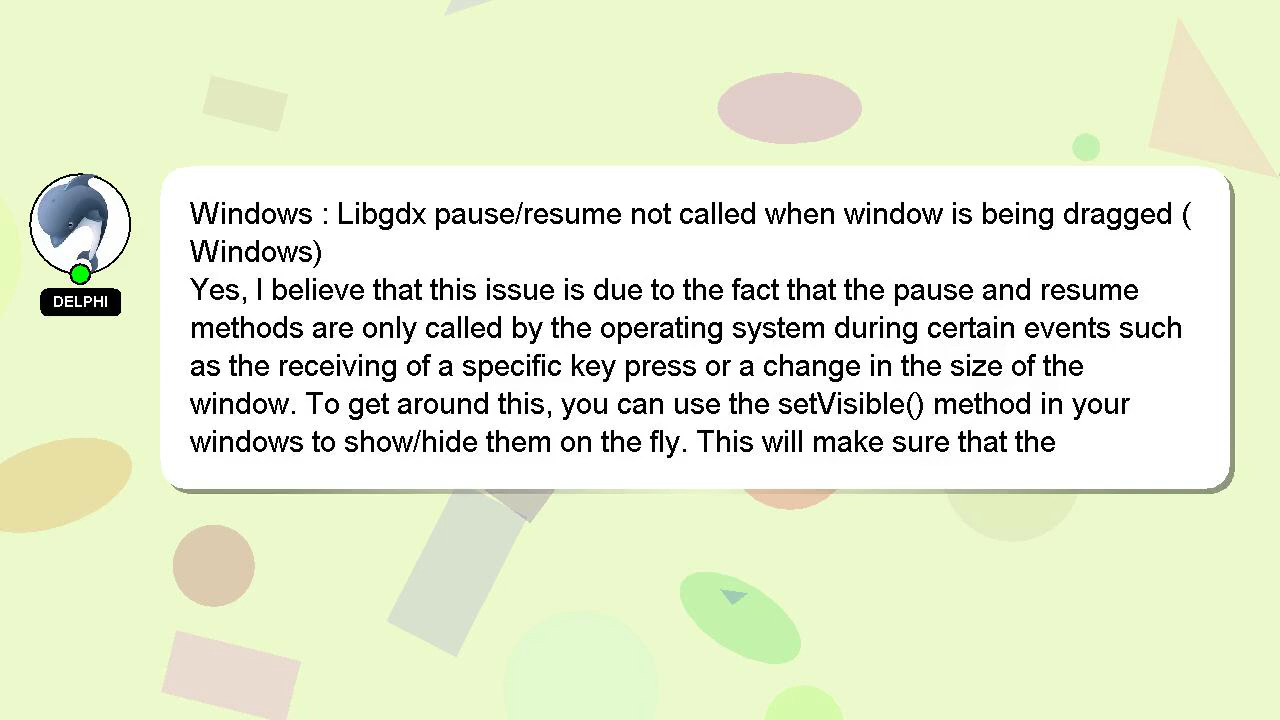 Windows : Libgdx pause/resume not called when window is being dragged (
Windows)
Yes, I believe that this issue is due to the fact that the pause and resume
methods are only called by the operating system during certain events such
as the receiving of a specific key press or a change in the size of the
window. To get around this, you can use the setVisible() method in your
windows to show/hide them on the fly. This will make sure that the
DELPHI